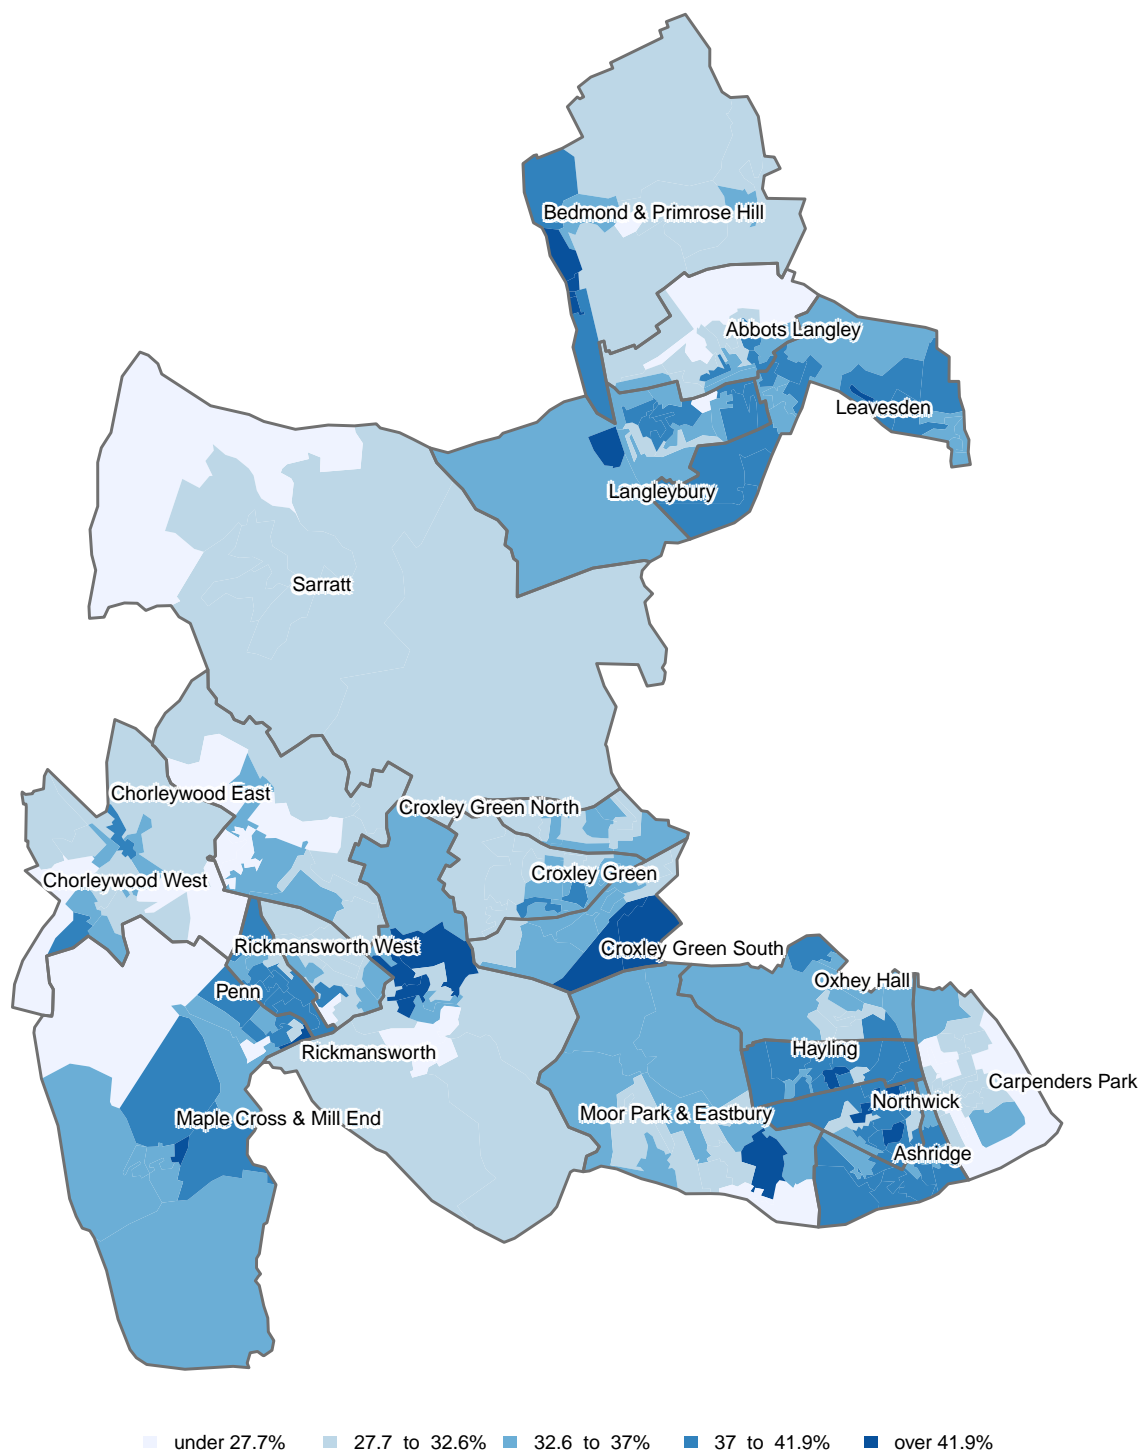 Bedmond & Primrose Hill
Abbots Langley
Leavesden
Langleybury
Sarratt
Chorleywood East
Croxley Green North
Croxley Green
Chorleywood West
Rickmansworth West
Croxley Green South
Oxhey Hall
Penn
Rickmansworth
Hayling
Carpenders Park
Northwick
Moor Park & Eastbury
Maple Cross & Mill End
Ashridge
under 27.7% 27.7 to 32.6% 32.6 to 37% 37 to 41.9% over 41.9%